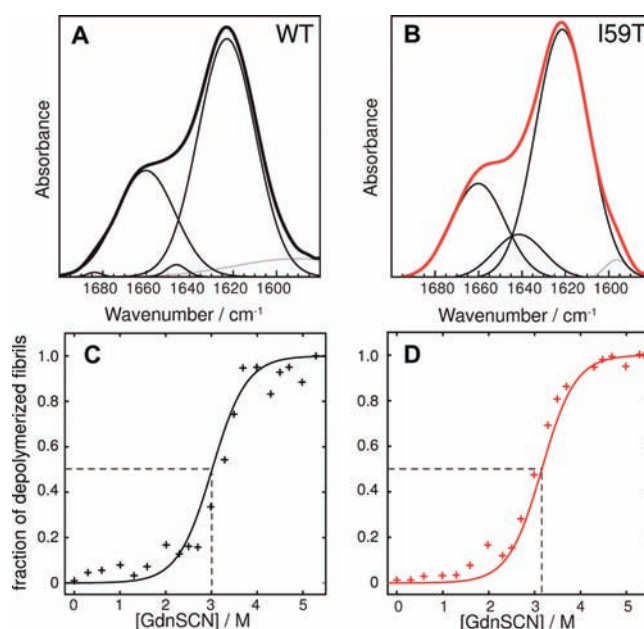 A WT
B I59T
Absorbance
Absorbance
1680 1660 1640 1620 1600
1680 1660 1640 1620 1600
Wavenumber / cm⁻¹
Wavenumber / cm⁻¹
C
D
fraction of depolymerized fibrils
1.0
0.8
0.6
0.4
0.2
0
1.0
0.8
0.6
0.4
0.2
0
0 1 2 3 4 5
0 1 2 3 4 5
[GdnSCN] / M
[GdnSCN] / M